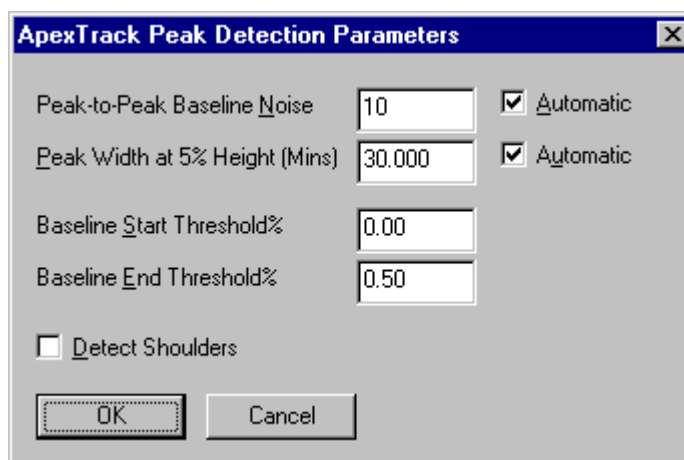 ApexTrack Peak Detection Parameters
Peak-to-Peak Baseline Noise 10 Automatic
Peak Width at 5% Height (Mins) 30.000 Automatic
Baseline Start Threshold% 0.00
Baseline End Threshold% 0.50
Detect Shoulders
OK Cancel